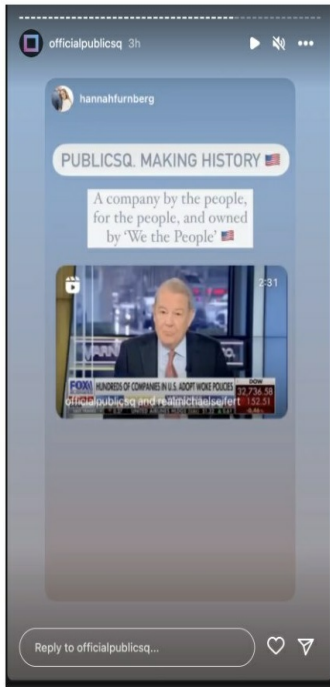 officialpublicsq 3h
hannahfurnberg
PUBLICSQ. MAKING HISTORY 🇺🇸
A company by the people,
for the people, and owned
by ‘We the People’ 🇺🇸
2:31
FOX
HUNDREDS OF COMPANIES IN U.S. ADOPT WOKE POLICIES
DOW
32,736.58
152.51
officialpublicsq and realmichaelseifert
Reply to officialpublicsq...